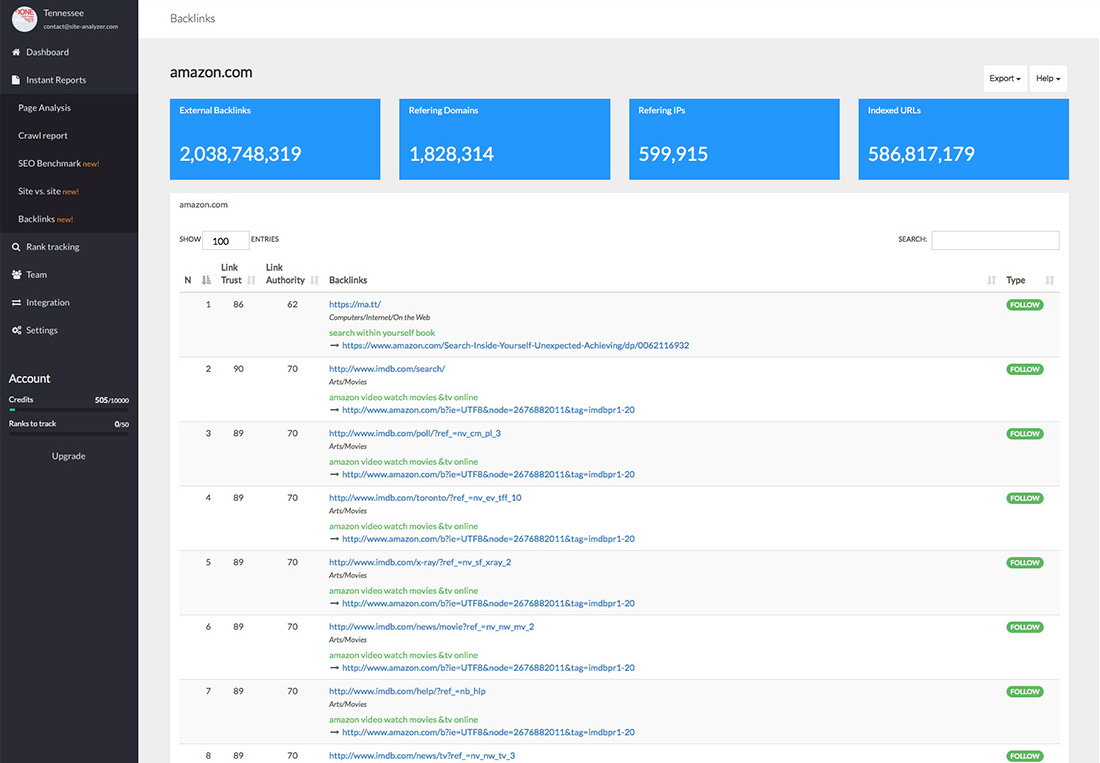 Tennessee
contact@site-analyzer.com
Dashboard
Instant Reports
Page Analysis
Crawl report
SEO Benchmark new!
Site vs. site new!
Backlinks new!
Rank tracking
Team
Integration
Settings
Account
Credits 505/10000
Ranks to track 0/50
Upgrade
Backlinks
amazon.com
Export Help
External Backlinks
2,038,748,319
Refering Domains
1,828,314
Refering IPs
599,915
Indexed URLs
586,817,179
amazon.com
SHOW 100 ENTRIES
SEARCH:
N Link Trust Link Authority Backlinks Type
1 86 62 https://ma.tt/ FOLLOW
Computers/Internet/On the Web
search within yourself book
→ https://www.amazon.com/Search-Inside-Yourself-Unexpected-Achieving/dp/0062116932
2 90 70 http://www.imdb.com/search/ FOLLOW
Arts/Movies
amazon video watch movies &tv online
→ http://www.amazon.com/b?ie=UTF8&node=2676882011&tag=imdbpr1-20
3 89 70 http://www.imdb.com/poll/?ref_=nv_cm_pl_3 FOLLOW
Arts/Movies
amazon video watch movies &tv online
→ http://www.amazon.com/b?ie=UTF8&node=2676882011&tag=imdbpr1-20
4 89 70 http://www.imdb.com/toronto/?ref_=nv_ev_tff_10 FOLLOW
Arts/Movies
amazon video watch movies &tv online
→ http://www.amazon.com/b?ie=UTF8&node=2676882011&tag=imdbpr1-20
5 89 70 http://www.imdb.com/x-ray/?ref_=nv_sf_xray_2 FOLLOW
Arts/Movies
amazon video watch movies &tv online
→ http://www.amazon.com/b?ie=UTF8&node=2676882011&tag=imdbpr1-20
6 89 70 http://www.imdb.com/news/movie?ref_=nv_nw_mv_2 FOLLOW
Arts/Movies
amazon video watch movies &tv online
→ http://www.amazon.com/b?ie=UTF8&node=2676882011&tag=imdbpr1-20
7 89 70 http://www.imdb.com/help/?ref_=nb_hlp FOLLOW
Arts/Movies
amazon video watch movies &tv online
→ http://www.amazon.com/b?ie=UTF8&node=2676882011&tag=imdbpr1-20
8 89 70 http://www.imdb.com/news/tv?ref_=nv_nw_tv_3 FOLLOW